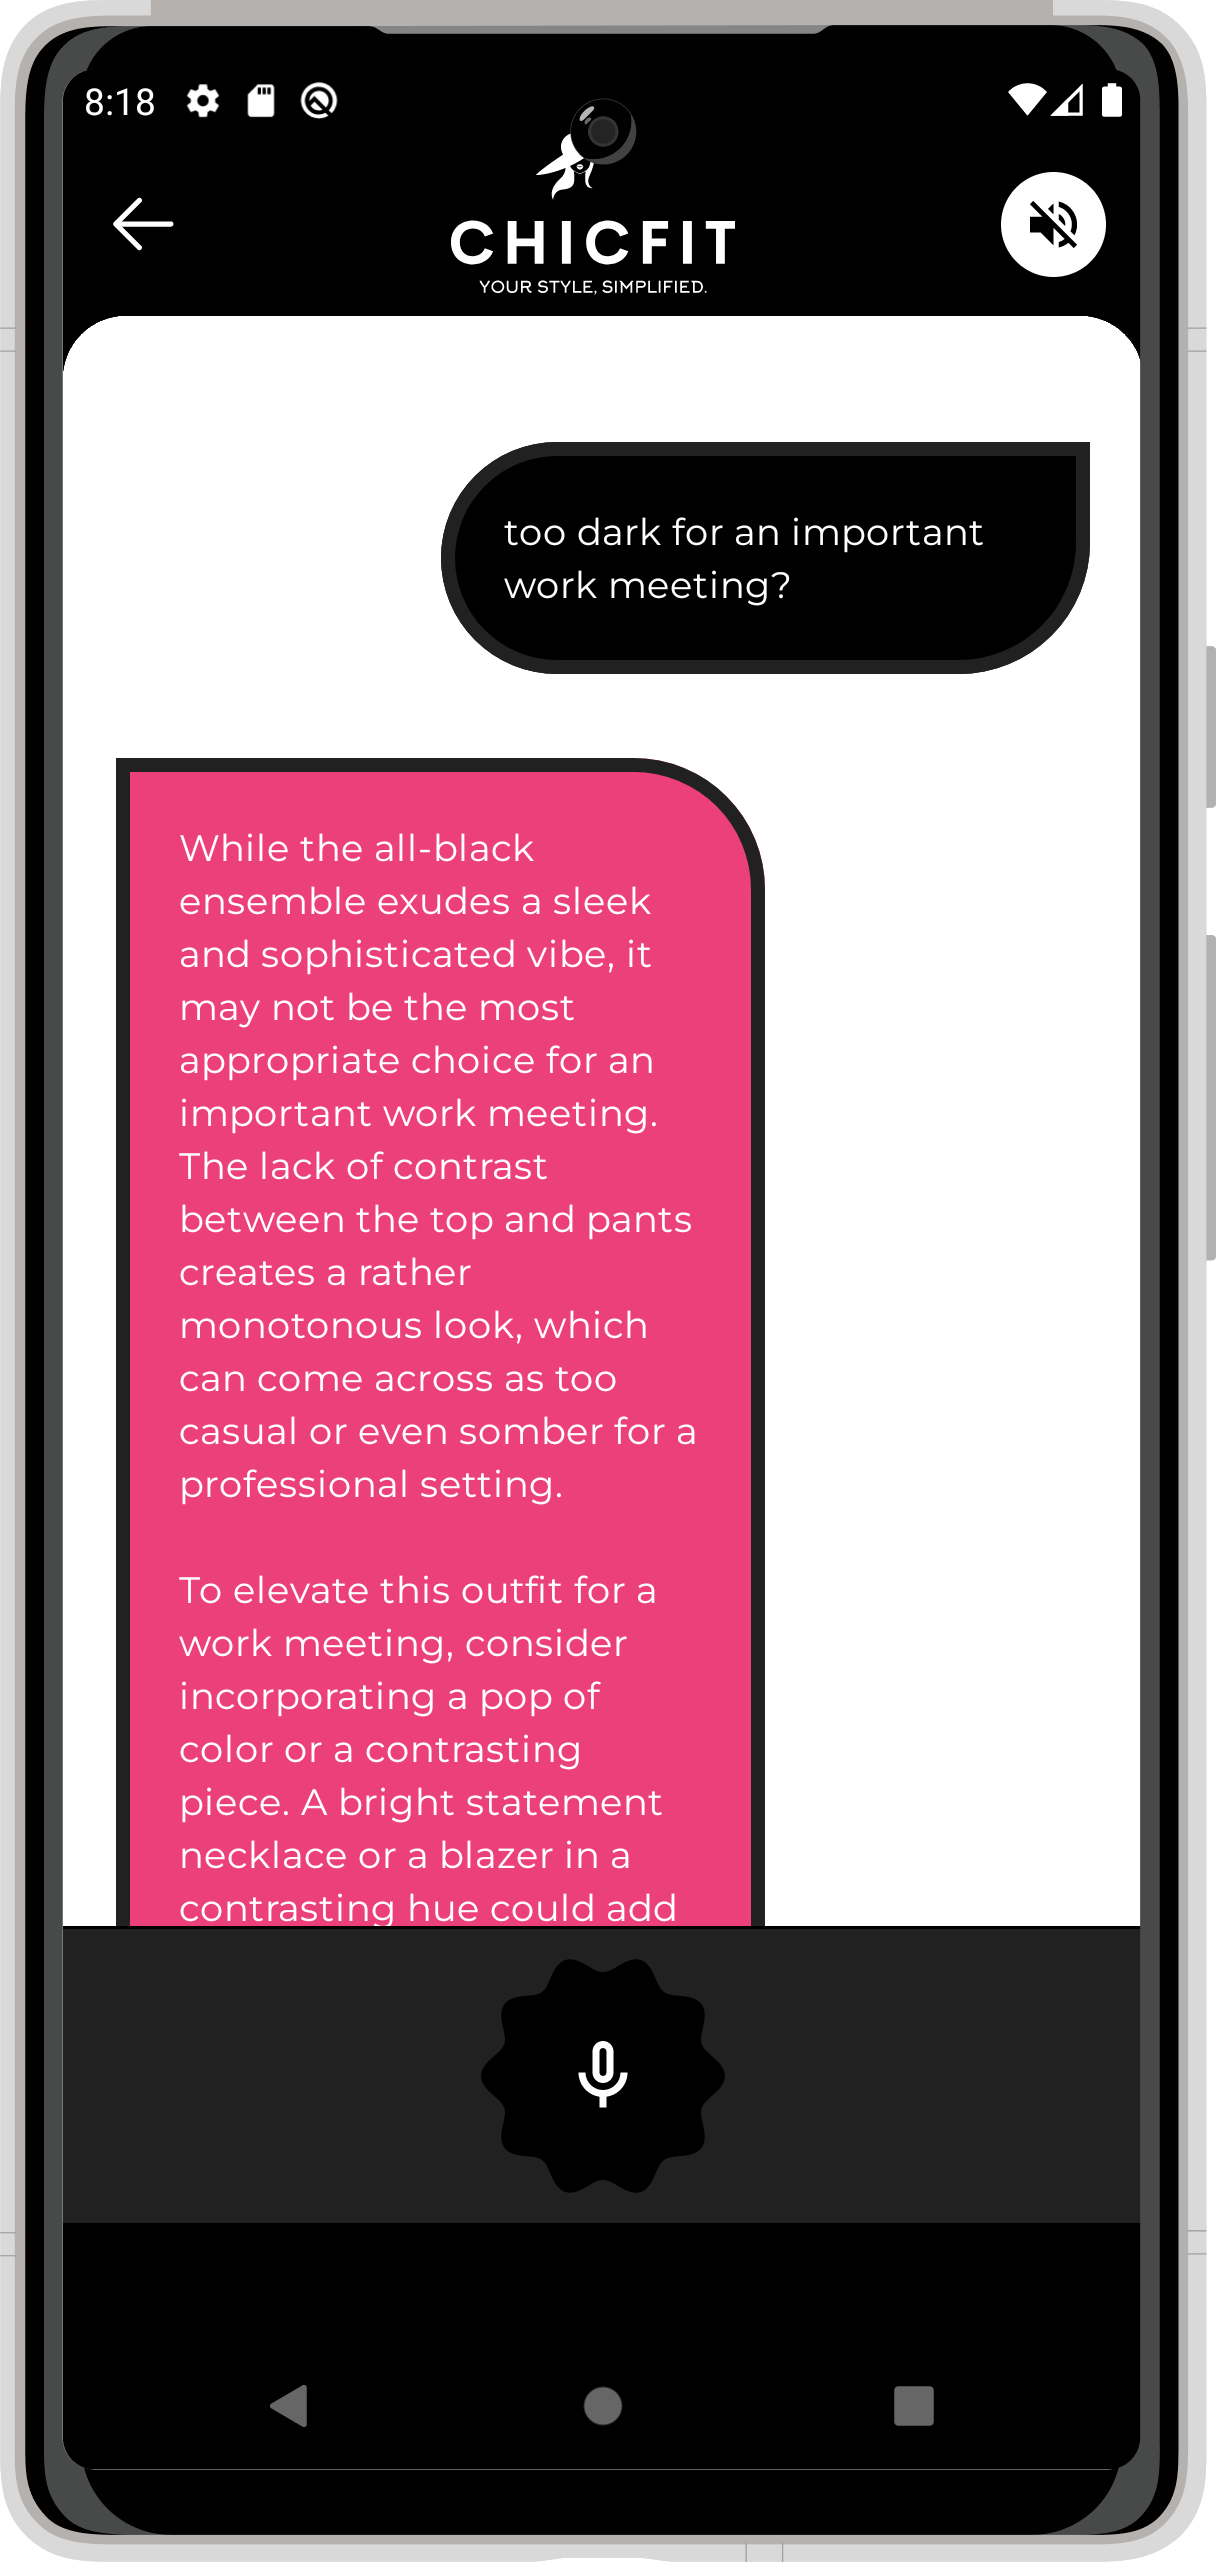 8:18
CHICFIT
YOUR STYLE, SIMPLIFIED.
too dark for an important
work meeting?
While the all-black
ensemble exudes a sleek
and sophisticated vibe, it
may not be the most
appropriate choice for an
important work meeting.
The lack of contrast
between the top and pants
creates a rather
monotonous look, which
can come across as too
casual or even somber for a
professional setting.
To elevate this outfit for a
work meeting, consider
incorporating a pop of
color or a contrasting
piece. A bright statement
necklace or a blazer in a
contrasting hue could add